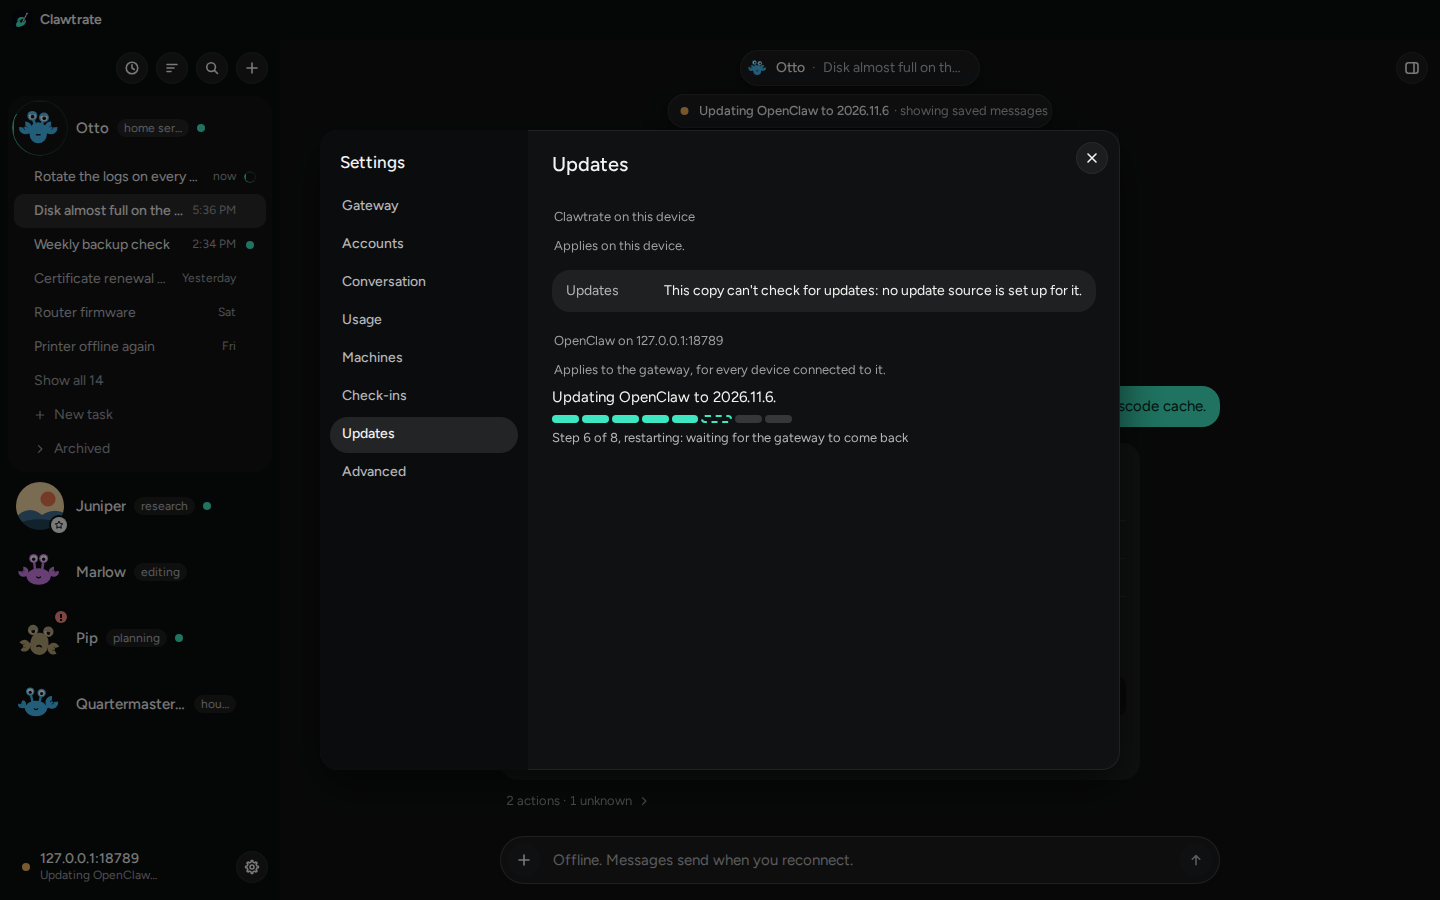 Clawtrate
Otto · Disk almost full on th...
Updating OpenClaw to 2026.11.6 · showing saved messages
Otto home ser...
Rotate the logs on every ... now
Disk almost full on the ... 5:36 PM
Weekly backup check 2:34 PM
Certificate renewal ... Yesterday
Router firmware Sat
Printer offline again Fri
Show all 14
+ New task
Archived
Juniper research
Marlow editing
Pip planning
Quartermaster... hou...
127.0.0.1:18789
Updating OpenClaw...
Settings
Gateway
Accounts
Conversation
Usage
Machines
Check-ins
Updates
Advanced
Updates
Clawtrate on this device
Applies on this device.
Updates This copy can't check for updates: no update source is set up for it.
OpenClaw on 127.0.0.1:18789
Applies to the gateway, for every device connected to it.
Updating OpenClaw to 2026.11.6.
Step 6 of 8, restarting: waiting for the gateway to come back
cache.
2 actions · 1 unknown
Offline. Messages send when you reconnect.